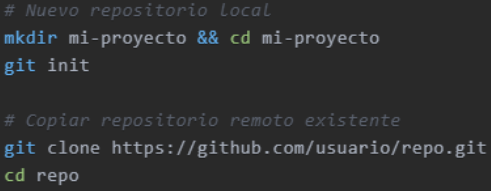 # Nuevo repositorio local
mkdir mi-proyecto && cd mi-proyecto
git init
# Copiar repositorio remoto existente
git clone https://github.com/usuario/repo.git
cd repo